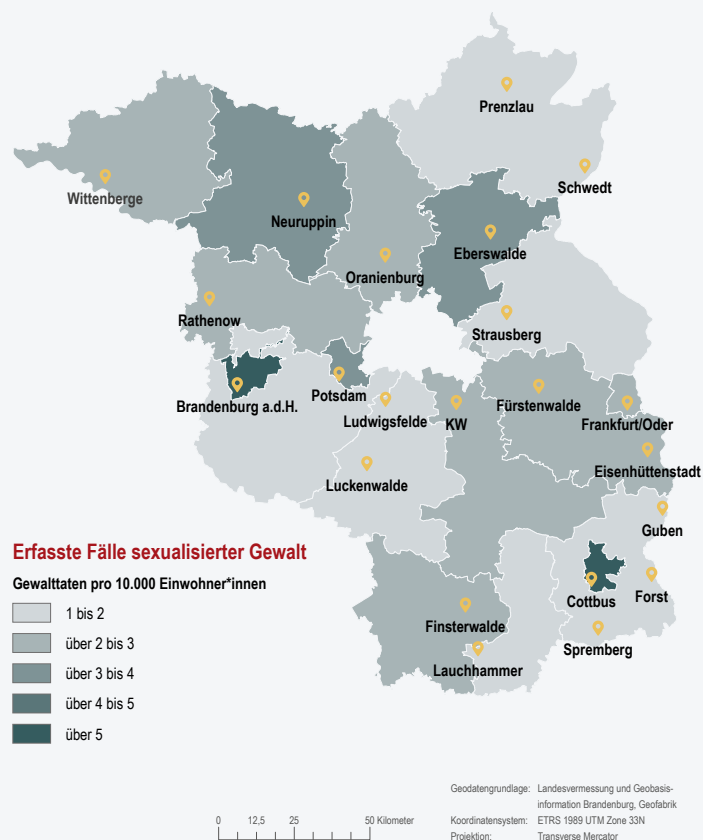 Prenzlau
Schwedt
Wittenberge
Neuruppin
Eberswalde
Oranienburg
Rathenow
Strausberg
Potsdam
Brandenburg a.d.H.
Fürstenwalde
Frankfurt/Oder
Ludwigsfelde
KW
Eisenhüttenstadt
Luckenwalde
Guben
Erfasste Fälle sexualisierter Gewalt
Gewalttaten pro 10.000 Einwohner*innen
1 bis 2
über 2 bis 3
über 3 bis 4
über 4 bis 5
über 5
Cottbus
Forst
Finsterwalde
Spremberg
Lauchhammer
Geodatengrundlage: Landesvermessung und Geobasis-
information Brandenburg, Geofabrik
Koordinatensystem: ETRS 1989 UTM Zone 33N
Projektion: Transverse Mercator
0 12,5 25 50 Kilometer